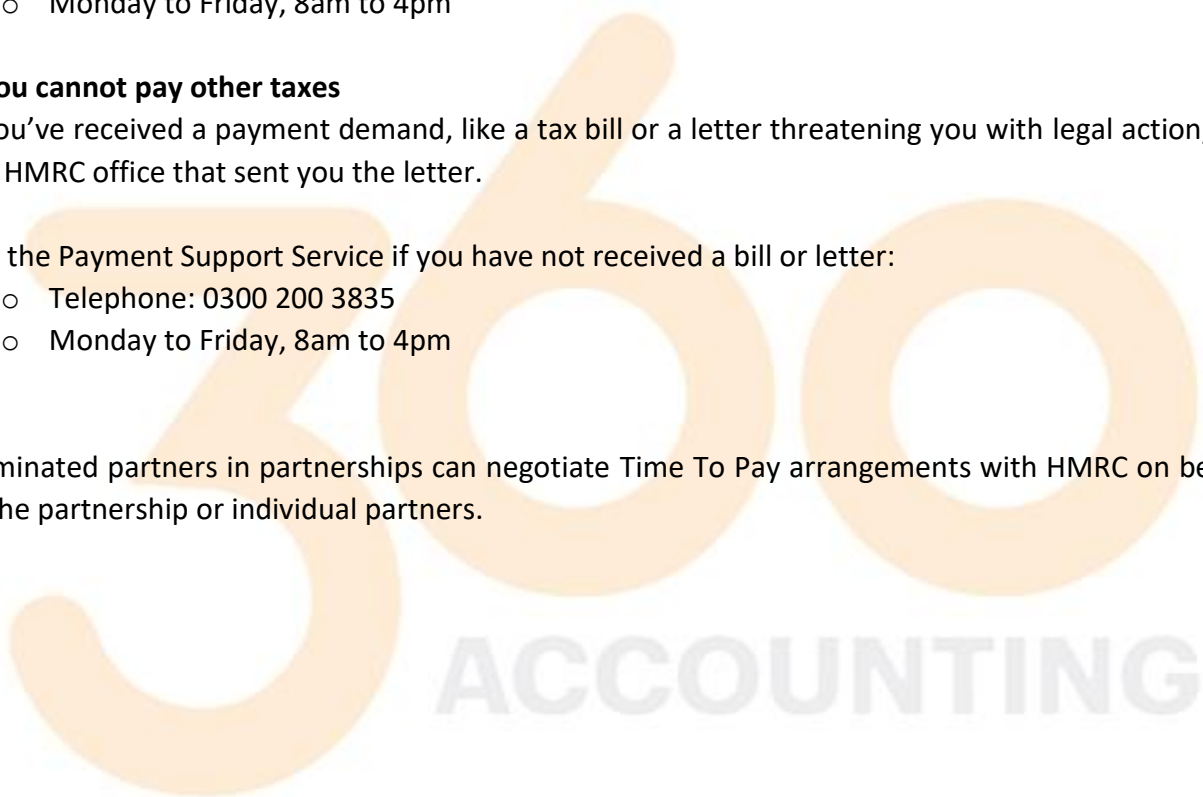 o Monday to Friday, 8am to 4pm
ou cannot pay other taxes
ou've received a payment demand, like a tax bill or a letter threatening you with legal action,
HMRC office that sent you the letter.
the Payment Support Service if you have not received a bill or letter:
o Telephone: 0300 200 3835
o Monday to Friday, 8am to 4pm
minated partners in partnerships can negotiate Time To Pay arrangements with HMRC on be
he partnership or individual partners.
360
ACCOUNTING